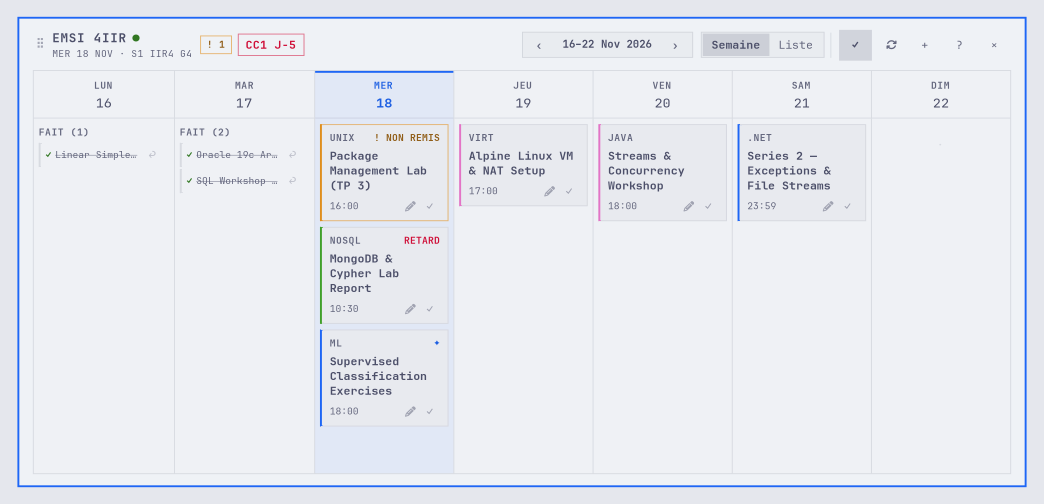 EMSI 4IIR
MER 18 NOV · S1 IIR4 G4
! 1
CC1 J-5
‹ 16–22 Nov 2026 ›
Semaine Liste
✓ + ? ×
LUN
16
MAR
17
MER
18
JEU
19
VEN
20
SAM
21
DIM
22
FAIT (1)
✓ Linear Simple…
FAIT (2)
✓ Oracle 19c Ar…
✓ SQL Workshop …
UNIX ! NON REMIS
Package
Management Lab
(TP 3)
16:00
NOSQL RETARD
MongoDB &
Cypher Lab
Report
10:30
ML
Supervised
Classification
Exercises
18:00
VIRT
Alpine Linux VM
& NAT Setup
17:00
JAVA
Streams &
Concurrency
Workshop
18:00
.NET
Series 2 –
Exceptions &
File Streams
23:59